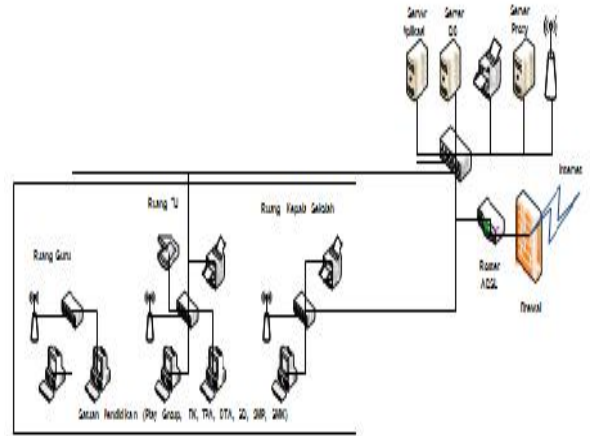 Server
Aplikasi
Server
DB
Server
Proxy
Internet
Ruang TU
Ruang Kepala Sekolah
Ruang Guru
Router
ADSL
Firewall
Satuan Pendidikan (Play Group, TK, TPA, DTA, SD, SMP, SMK)